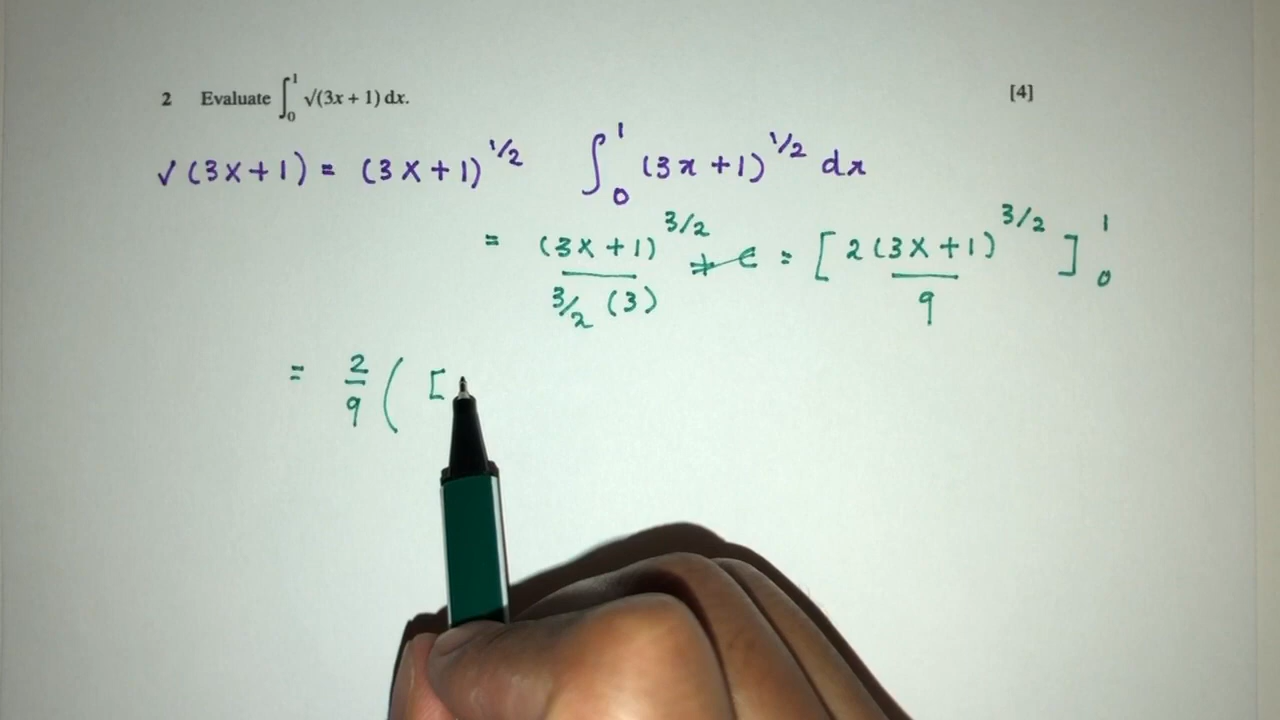 2 Evaluate ∫₀¹ √(3x + 1) dx. [4]
√(3x+1) = (3x+1)^1/2 ∫₀¹ (3x+1)^1/2 dx
= (3x+1)^3/2 / 3/2 (3) + C = [2(3x+1)^3/2 / 9]₀¹
= 2/9 ( [